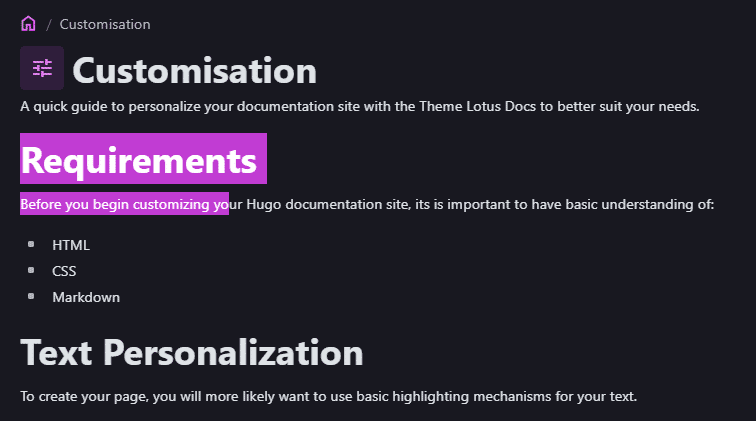 / Customisation
Customisation
A quick guide to personalize your documentation site with the Theme Lotus Docs to better suit your needs.
Requirements
Before you begin customizing your Hugo documentation site, its is important to have basic understanding of:
HTML
CSS
Markdown
Text Personalization
To create your page, you will more likely want to use basic highlighting mechanisms for your text.